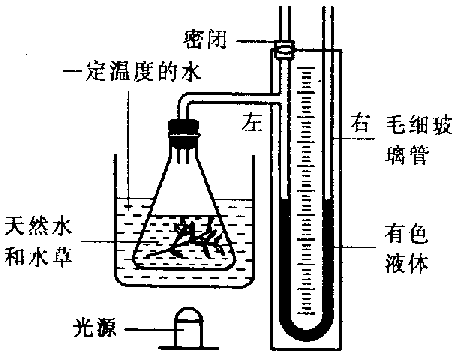 密闭
一定温度的水
左
右
毛细玻
璃管
天然水
和水草
有色
液体
光源